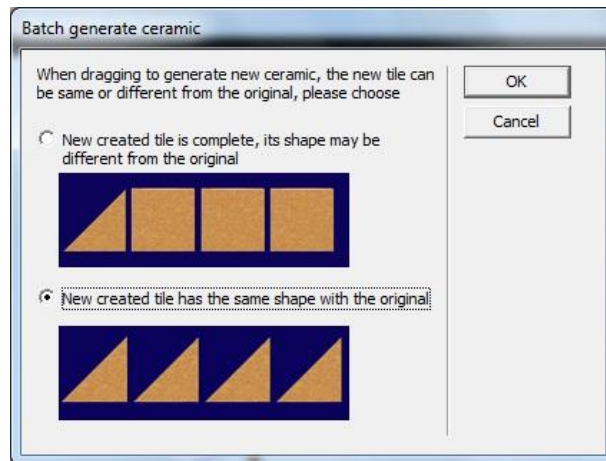 Batch generate ceramic
When dragging to generate new ceramic, the new tile can
be same or different from the original, please choose
OK
Cancel
New created tile is complete, its shape may be
different from the original
New created tile has the same shape with the original